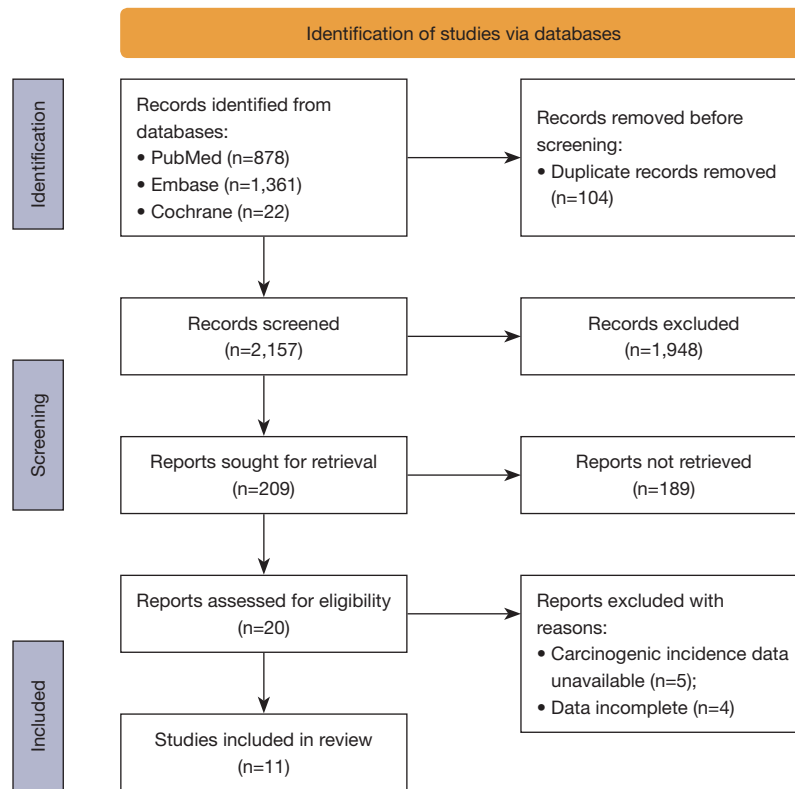 Identification of studies via databases
Identification
Records identified from
databases:
• PubMed (n=878)
• Embase (n=1,361)
• Cochrane (n=22)
Records removed before
screening:
• Duplicate records removed
(n=104)
Screening
Records screened
(n=2,157)
Records excluded
(n=1,948)
Reports sought for retrieval
(n=209)
Reports not retrieved
(n=189)
Reports assessed for eligibility
(n=20)
Reports excluded with
reasons:
• Carcinogenic incidence data
unavailable (n=5);
• Data incomplete (n=4)
Included
Studies included in review
(n=11)